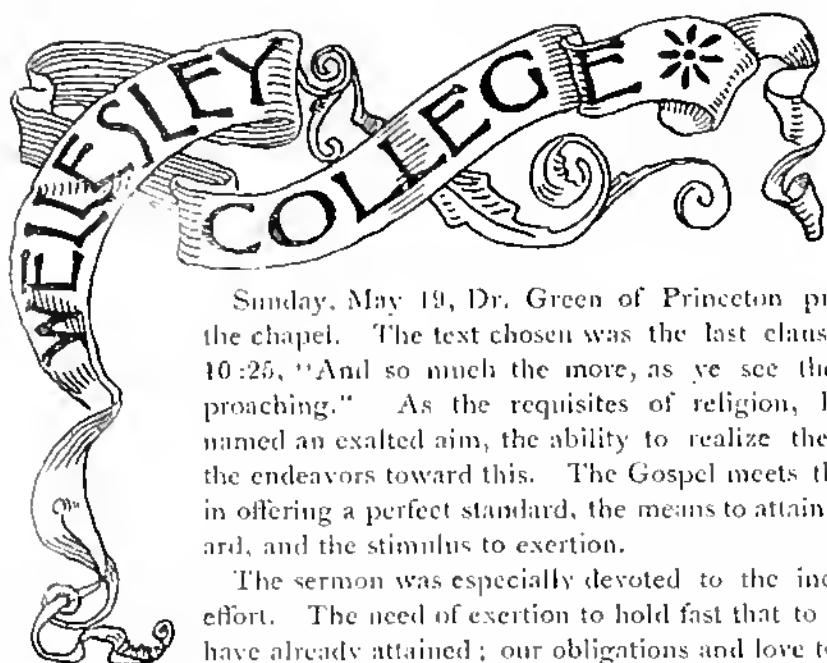 WELLESLEY COLLEGE
Sunday, May 19, Dr. Green of Princeton
the chapel. The text chosen was the last
10:25, "And so much the more, as ye see
proaching." As the requisites of religion,
named an exalted aim, the ability to realize
the endeavors toward this. The Gospel meets
in offering a perfect standard, the means to attain
ard, and the stimulus to exertion.
The sermon was especially devoted to the
effort. The need of exertion to hold fast that to
have already attained; our obligations and love